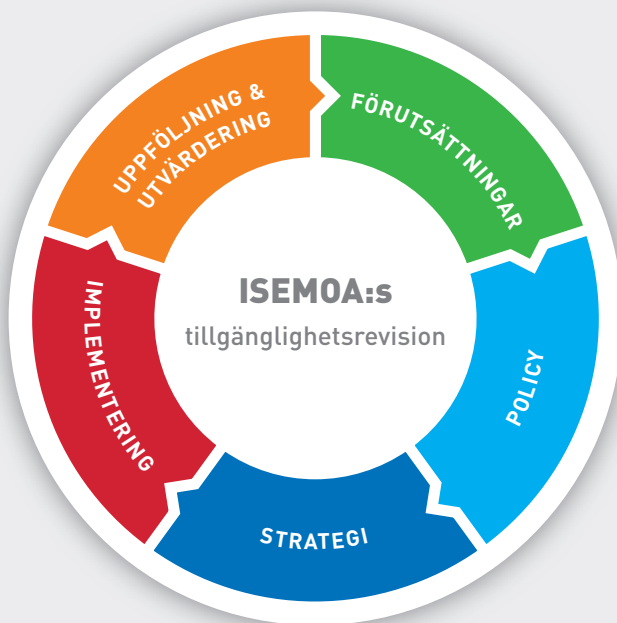 UPPFÖLJNING &
UTVÄRDERING
FÖRUTSÄTTNINGAR
ISEMOA:s
tillgänglighetsrevision
IMPLEMENTERING
POLICY
STRATEGI